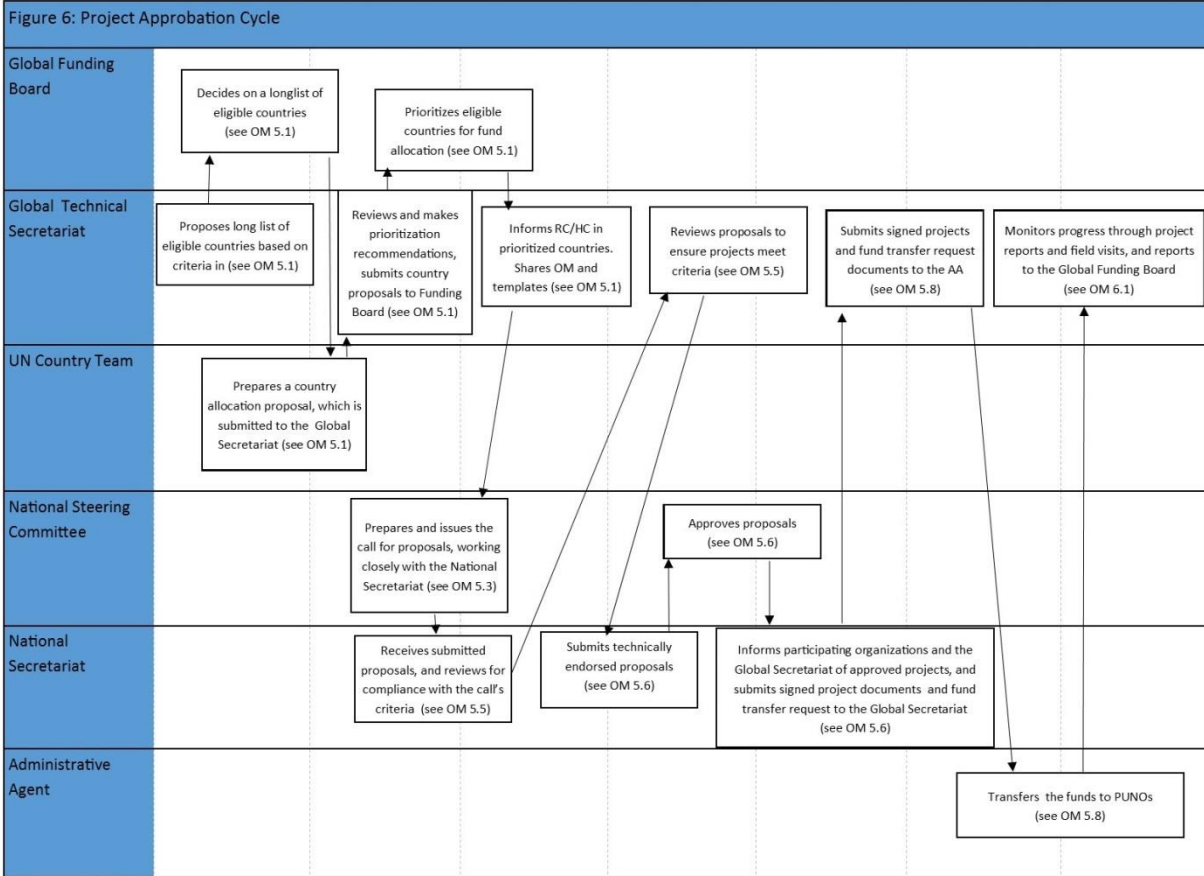 Figure 6: Project Approbation Cycle
Global Funding
Board
Decides on a longlist of
eligible countries
(see OM 5.1)
Prioritizes eligible
countries for fund
allocation (see OM 5.1)
Global Technical
Secretariat
Proposes long list of
eligible countries based on
criteria in (see OM 5.1)
Reviews and makes
prioritization
recommendations,
submits country
proposals to Funding
Board (see OM 5.1)
Informs RC/HC in
prioritized countries.
Shares OM and
templates (see OM 5.1)
Reviews proposals to
ensure projects meet
criteria (see OM 5.5)
Submits signed projects
and fund transfer request
documents to the AA
(see OM 5.8)
Monitors progress through project
reports and field visits, and reports
to the Global Funding Board
(see OM 6.1)
UN Country Team
Prepares a country
allocation proposal, which is
submitted to the Global
Secretariat (see OM 5.1)
National Steering
Committee
Prepares and issues the
call for proposals, working
closely with the National
Secretariat (see OM 5.3)
Approves proposals
(see OM 5.6)
National
Secretariat
Receives submitted
proposals, and reviews for
compliance with the call's
criteria (see OM 5.5)
Submits technically
endorsed proposals
(see OM 5.6)
Informs participating organizations and the
Global Secretariat of approved projects, and
submits signed project documents and fund
transfer request to the Global Secretariat
(see OM 5.6)
Administrative
Agent
Transfers the funds to PUNOs
(see OM 5.8)